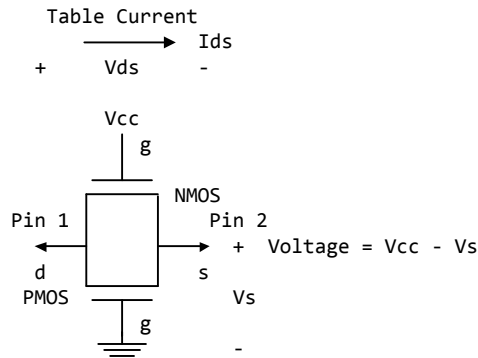 Table Current
Ids
+ Vds -
Vcc
g
NMOS
Pin 1 Pin 2
+ Voltage = Vcc - Vs
d s
PMOS Vs
g
-